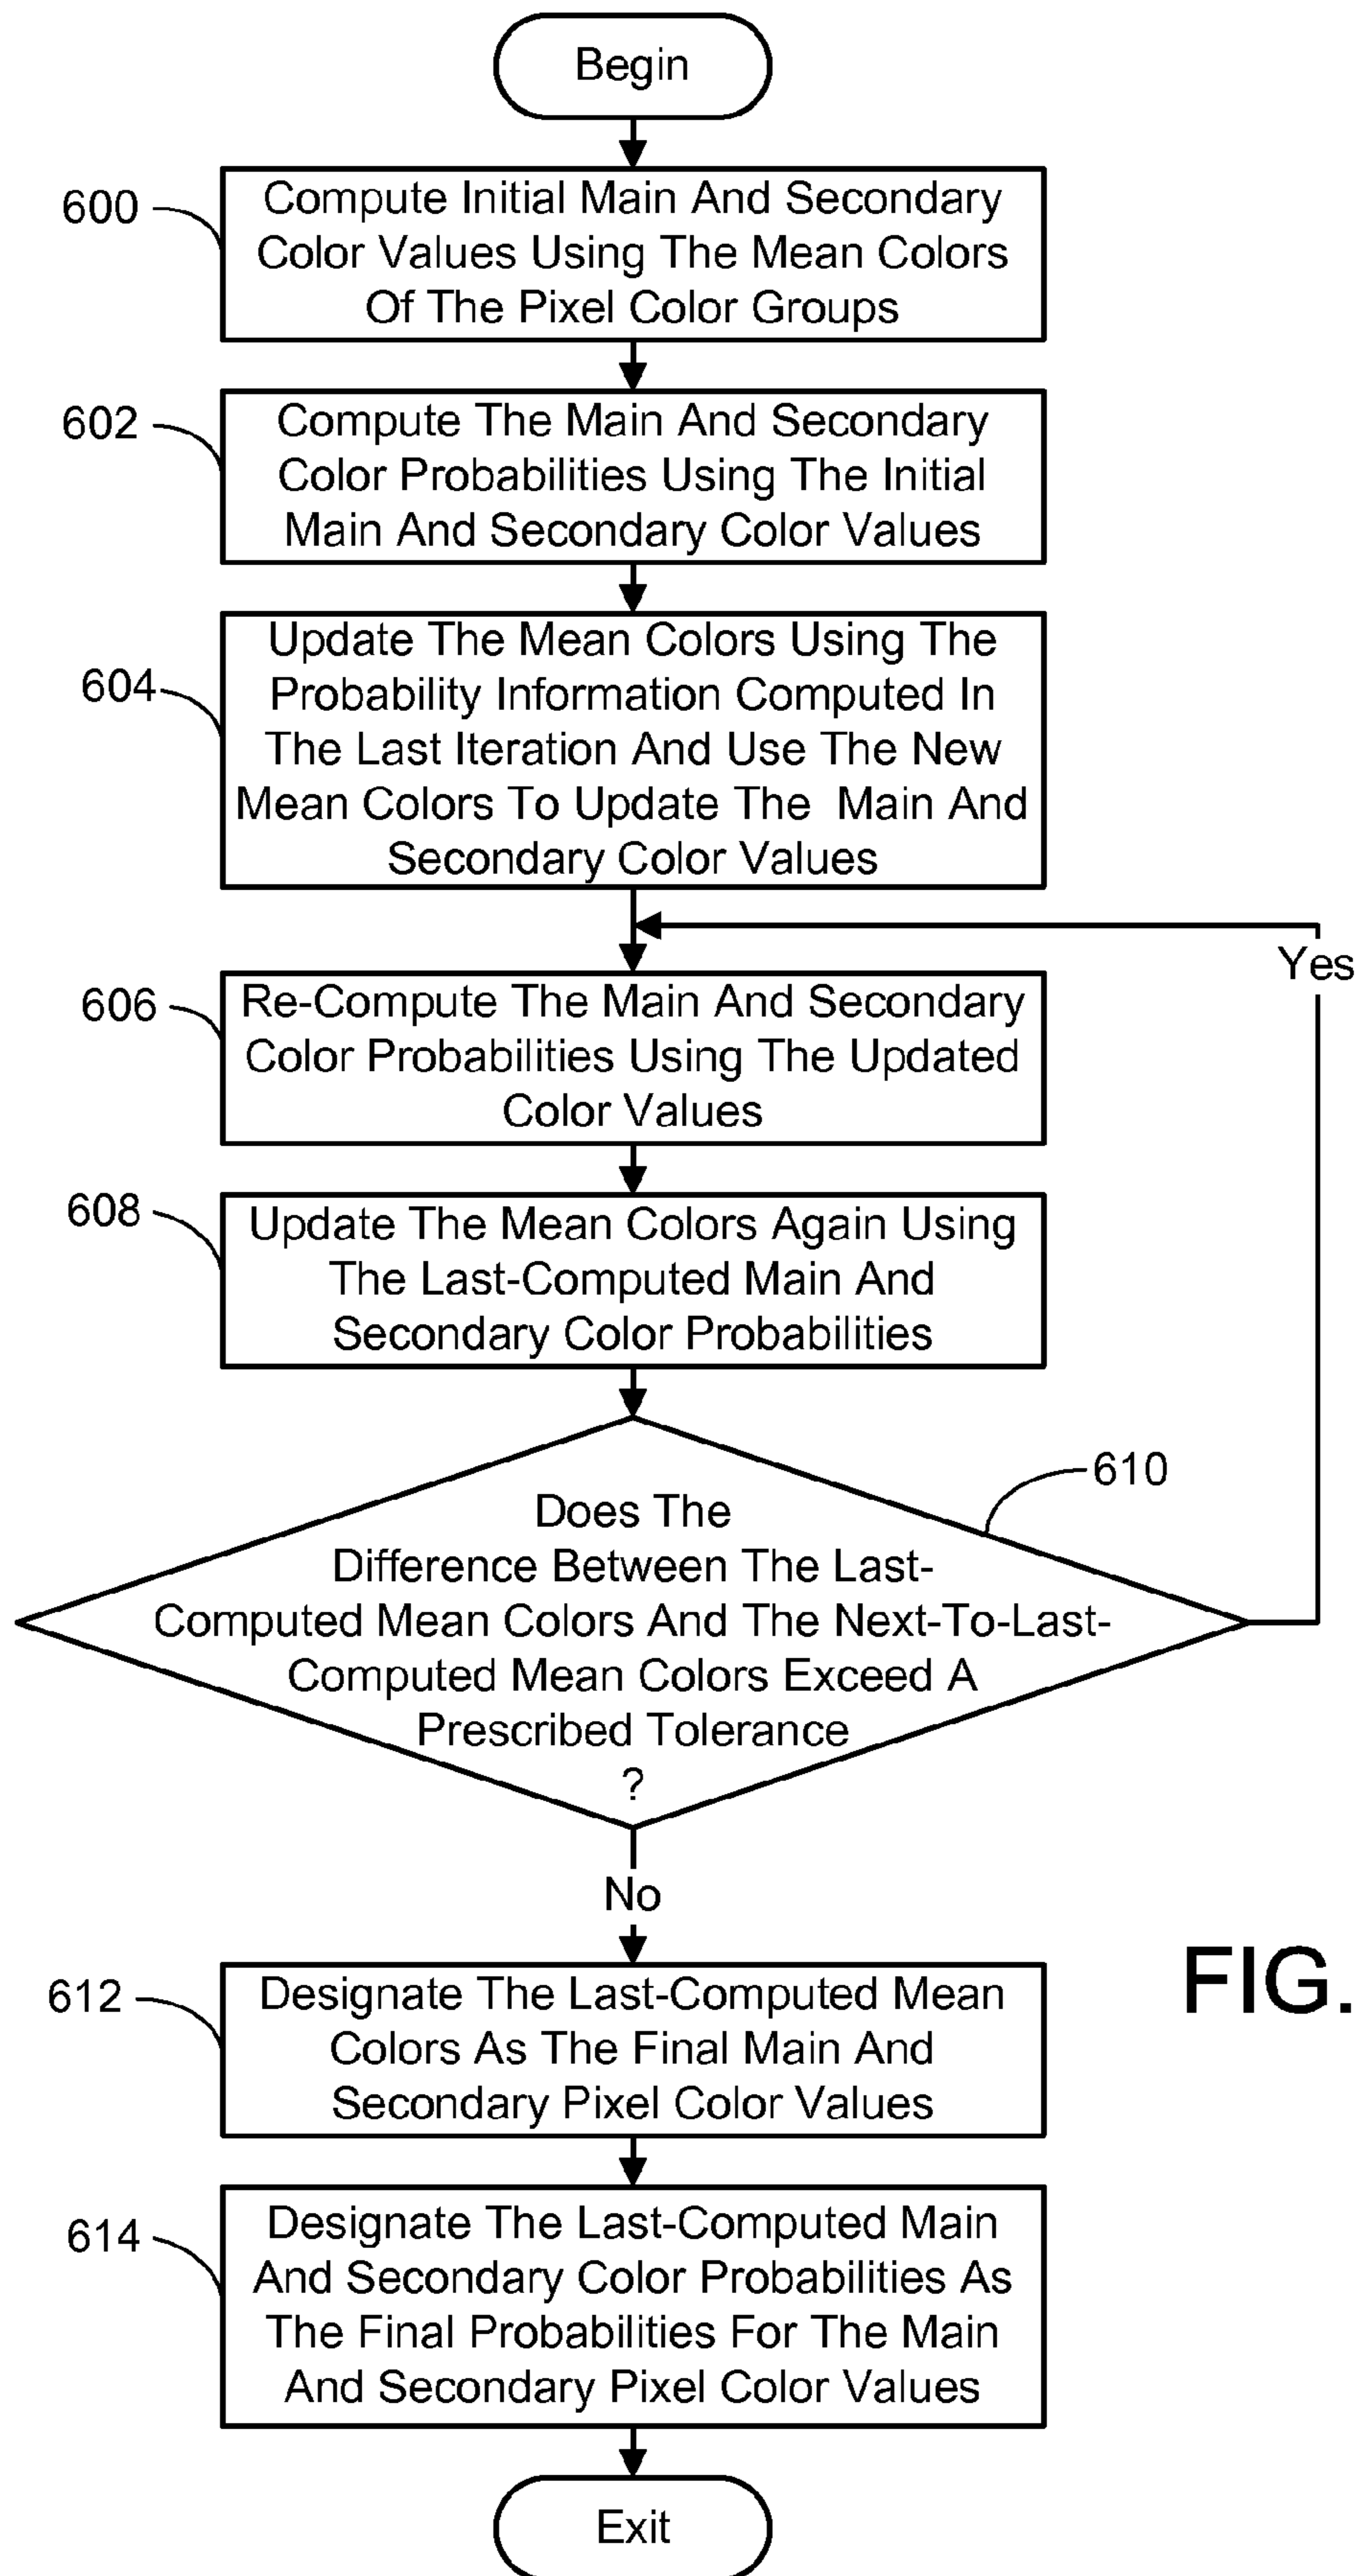 Begin
600
Compute Initial Main And Secondary
Color Values Using The Mean Colors
Of The Pixel Color Groups
602
Compute The Main And Secondary
Color Probabilities Using The Initial
Main And Secondary Color Values
604
Update The Mean Colors Using The
Probability Information Computed In
The Last Iteration And Use The New
Mean Colors To Update The Main And
Secondary Color Values
Yes
606
Re-Compute The Main And Secondary
Color Probabilities Using The Updated
Color Values
608
Update The Mean Colors Again Using
The Last-Computed Main And
Secondary Color Probabilities
610
Does The
Difference Between The Last-
Computed Mean Colors And The Next-To-Last-
Computed Mean Colors Exceed A
Prescribed Tolerance
?
No
612
Designate The Last-Computed Mean
Colors As The Final Main And
Secondary Pixel Color Values
FIG.
614
Designate The Last-Computed Main
And Secondary Color Probabilities As
The Final Probabilities For The Main
And Secondary Pixel Color Values
Exit